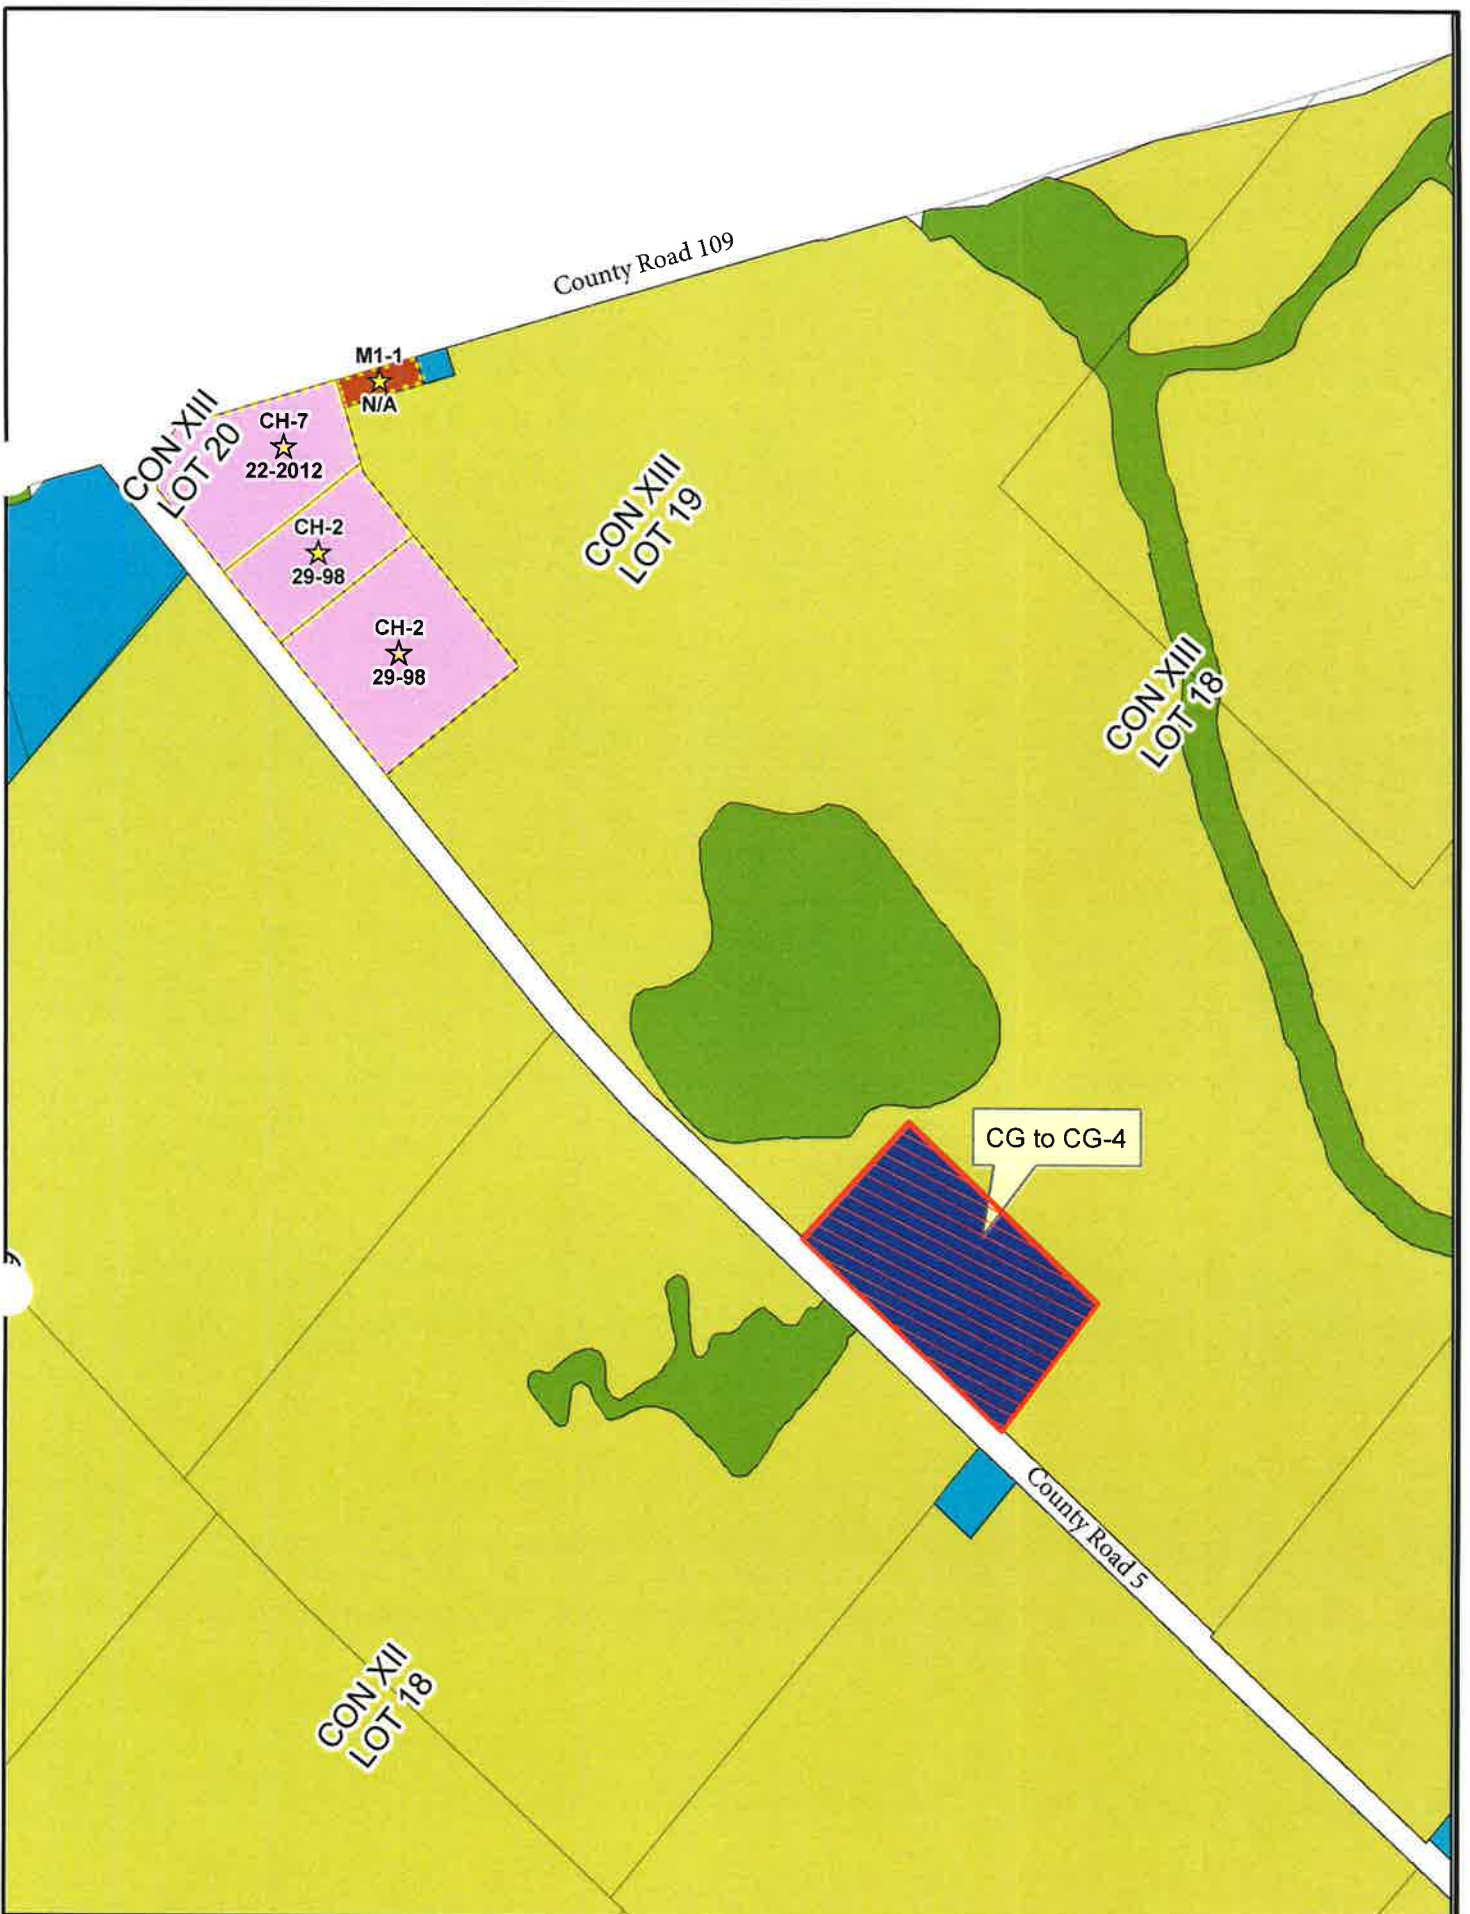 County Road 109
M1-1
N/A
CON XIII
LOT 20
CH-7
22-2012
CON XIII
LOT 19
CH-2
29-98
CH-2
29-98
CON XIII
LOT 18
CG to CG-4
County Road 5
CON XII
LOT 18